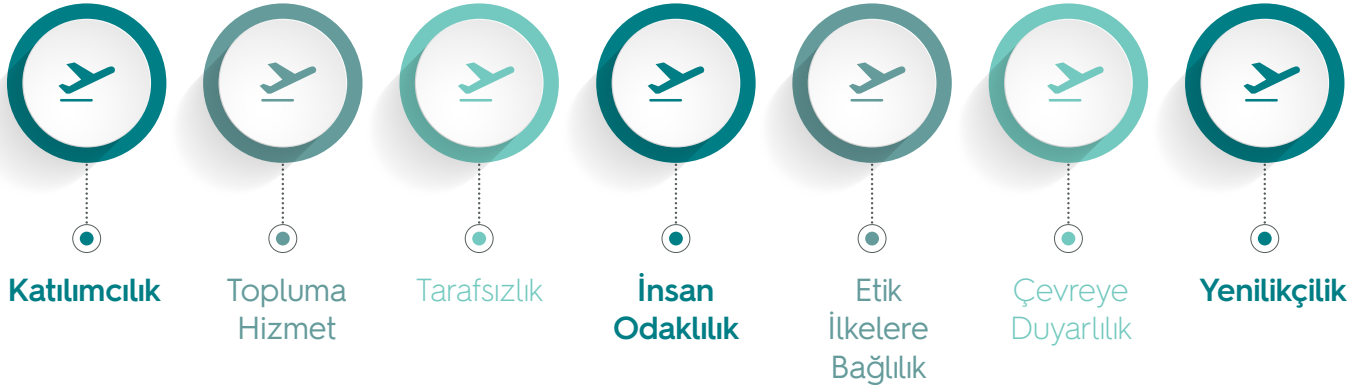 Katılımcılık
Topluma
Hizmet
Tarafsızlık
İnsan
Odaklılık
Etik
İlkelere
Bağlılık
Çevreye
Duyarlılık
Yenilikçilik